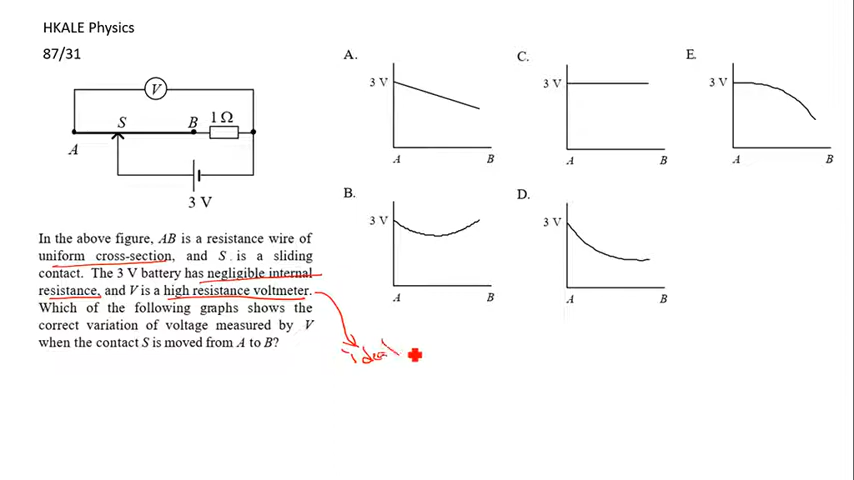 HKALE Physics
87/31
V
S
B
1 Ω
A
3 V
In the above figure, AB is a resistance wire of
uniform cross-section, and S is a sliding
contact. The 3 V battery has negligible internal
resistance, and V is a high resistance voltmeter.
Which of the following graphs shows the
correct variation of voltage measured by V
when the contact S is moved from A to B?
ideal
A.
3 V
A
B
B.
3 V
A
B
C.
3 V
A
B
D.
3 V
A
B
E.
3 V
A
B